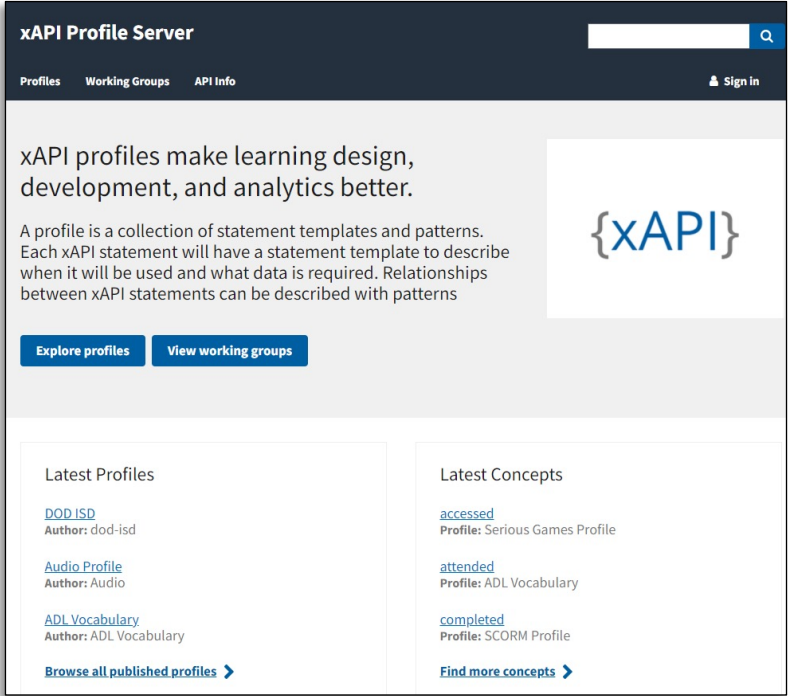 xAPI Profile Server
Profiles Working Groups API Info
Sign in
xAPI profiles make learning design,
development, and analytics better.
A profile is a collection of statement templates and patterns.
Each xAPI statement will have a statement template to describe
when it will be used and what data is required. Relationships
between xAPI statements can be described with patterns
{xAPI}
Explore profiles
View working groups
Latest Profiles
DOD ISD
Author: dod-isd
Audio Profile
Author: Audio
ADL Vocabulary
Author: ADL Vocabulary
Browse all published profiles
Latest Concepts
accessed
Profile: Serious Games Profile
attended
Profile: ADL Vocabulary
completed
Profile: SCORM Profile
Find more concepts